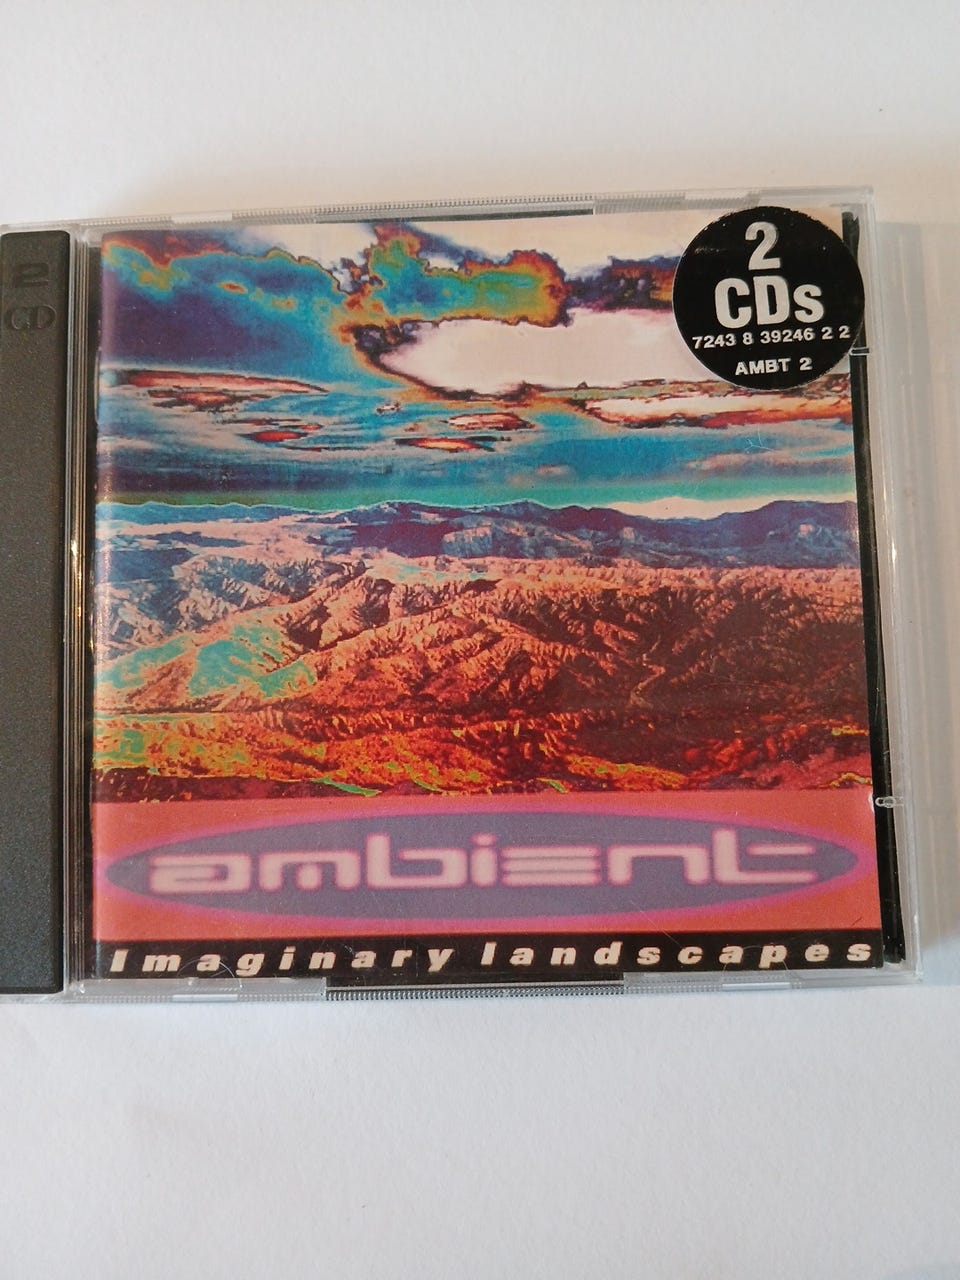 2
CD
2
CDs
7243 8 39246 2 2
AMBT 2
ambient
Imaginary landscapes